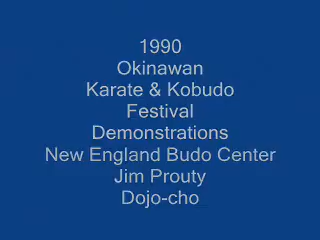 1990
Okinawan
Karate & Kobudo
Festival
Demonstrations
New England Budo Center
Jim Prouty
Dojo-cho